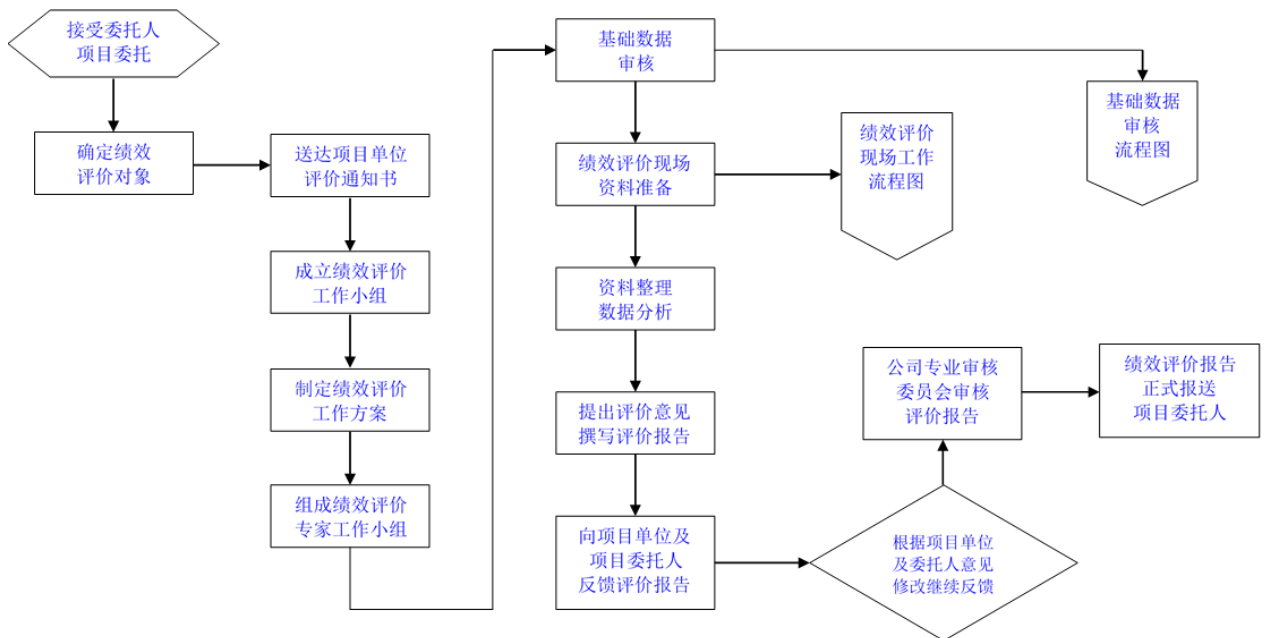 接受委托人
项目委托
确定绩效
评价对象
送达项目单位
评价通知书
成立绩效评价
工作小组
制定绩效评价
工作方案
组成绩效评价
专家工作小组
基础数据
审核
基础数据
审核
流程图
绩效评价现场
资料准备
绩效评价
现场工作
流程图
资料整理
数据分析
提出评价意见
撰写评价报告
向项目单位及
项目委托人
反馈评价报告
根据项目单位
及委托人意见
修改继续反馈
公司专业审核
委员会审核
评价报告
绩效评价报告
正式报送
项目委托人